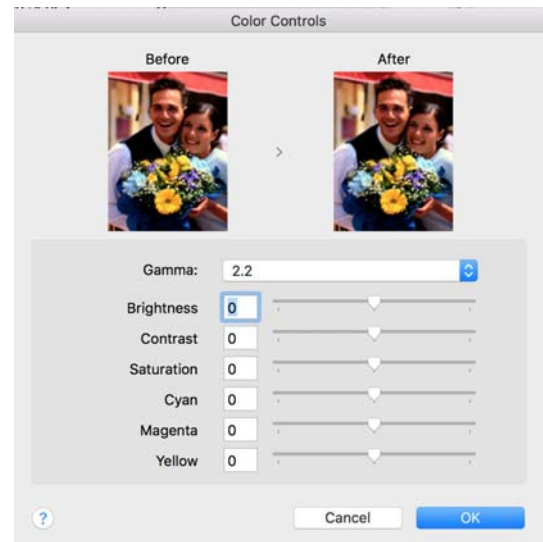 Color Controls
Before After
>
Gamma: 2.2
Brightness 0
Contrast 0
Saturation 0
Cyan 0
Magenta 0
Yellow 0
? Cancel OK